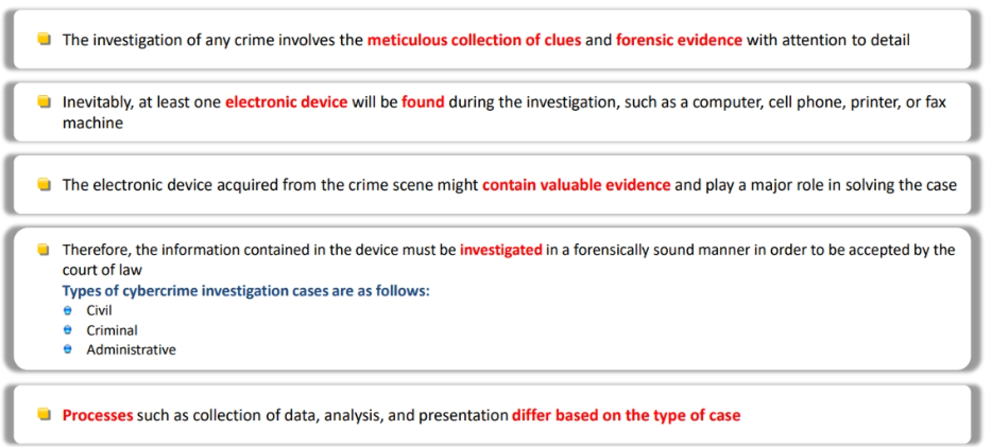 The investigation of any crime involves the meticulous collection of clues and forensic evidence with attention to detail
Inevitably, at least one electronic device will be found during the investigation, such as a computer, cell phone, printer, or fax
machine
The electronic device acquired from the crime scene might contain valuable evidence and play a major role in solving the case
Therefore, the information contained in the device must be investigated in a forensically sound manner in order to be accepted by the
court of law
Types of cybercrime investigation cases are as follows:
Civil
Criminal
Administrative
Processes such as collection of data, analysis, and presentation differ based on the type of case